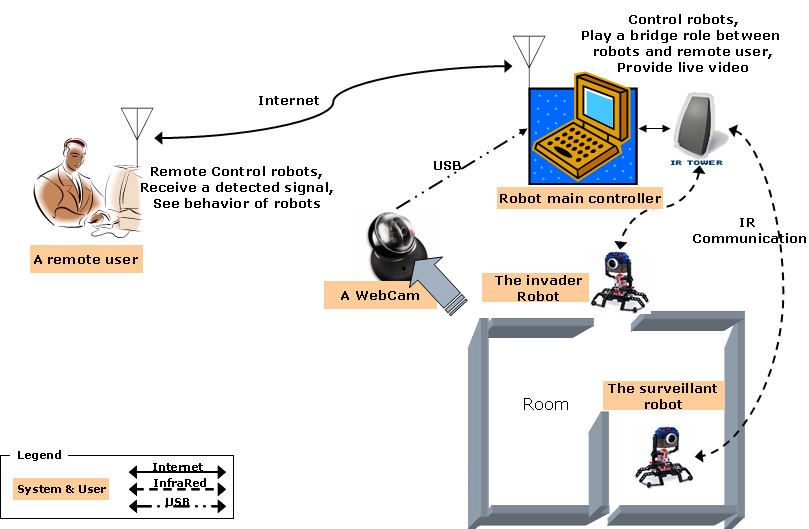 Control robots,
Play a bridge role between
robots and remote user,
Provide live video
Internet
IR TOWER
USB
Remote Control robots,
Receive a detected signal,
See behavior of robots
Robot main controller
IR
Communication
A remote user
A WebCam
The invader
Robot
The surveillant
robot
Room
Legend
System & User
Internet
InfraRed
USB